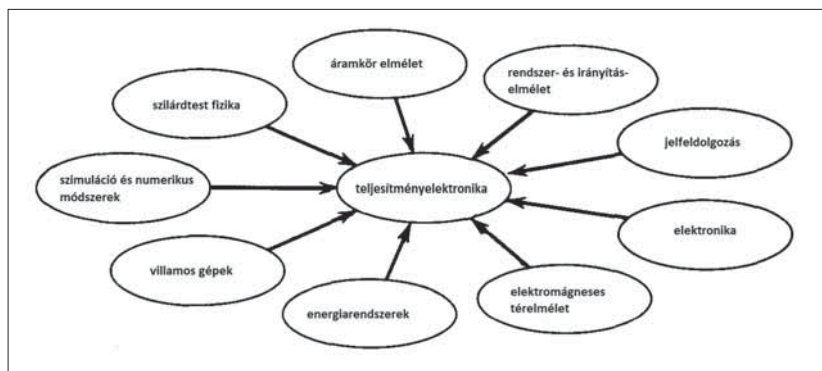 áramkör elmélet
rendszer- és irányítás-
elmélet
szilárdtest fizika
jelfeldolgozás
szimuláció és numerikus
módszerek
teljesítményelektronika
elektronika
villamos gépek
energiarendszerek
elektromágneses
térelmélet